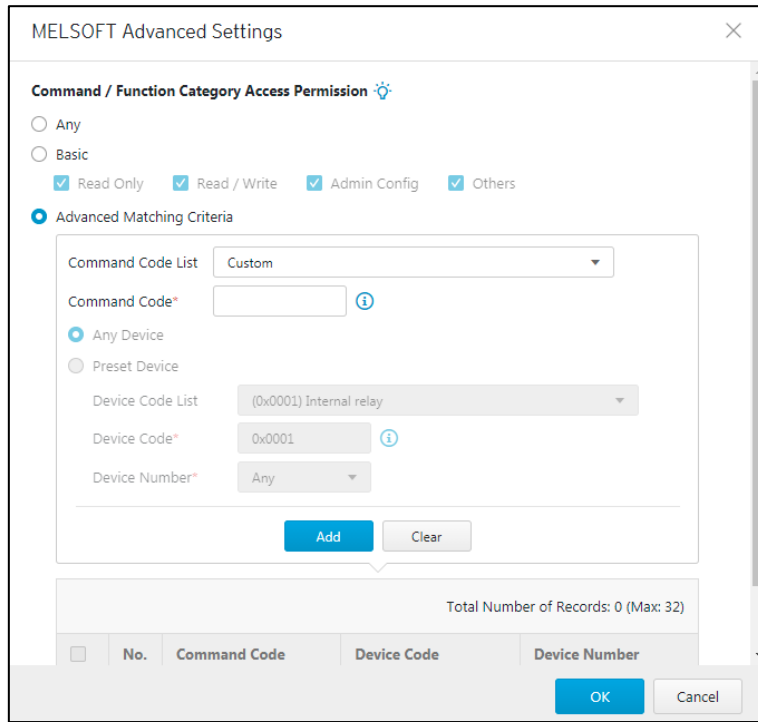 MELSOFT Advanced Settings
Command / Function Category Access Permission
Any
Basic
Read Only Read / Write Admin Config Others
Advanced Matching Criteria
Command Code List Custom
Command Code*
Any Device
Preset Device
Device Code List (0x0001) Internal relay
Device Code* 0x0001
Device Number* Any
Add Clear
Total Number of Records: 0 (Max: 32)
No. Command Code Device Code Device Number
OK Cancel